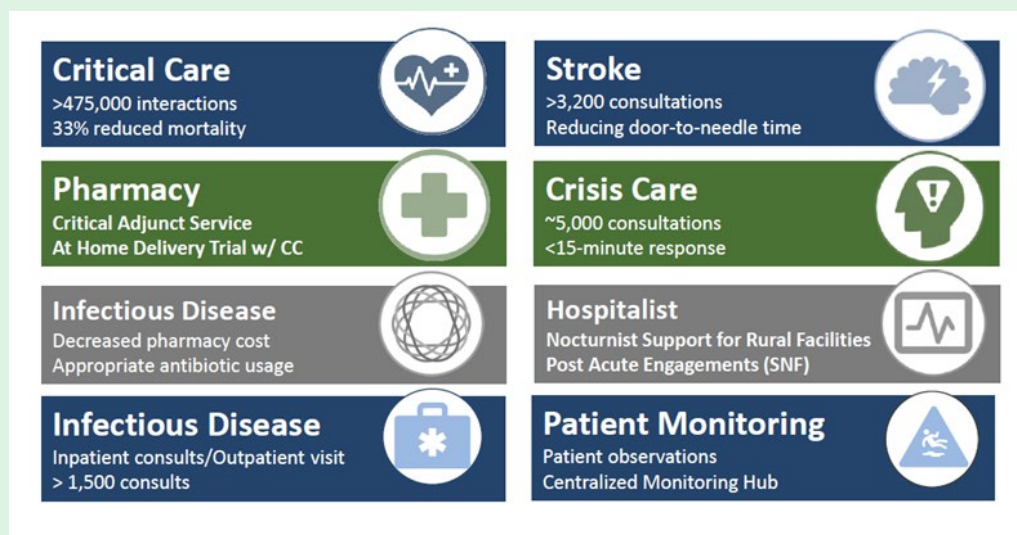 Critical Care
>475,000 interactions
33% reduced mortality
Stroke
>3,200 consultations
Reducing door-to-needle time
Pharmacy
Critical Adjunct Service
At Home Delivery Trial w/ CC
Crisis Care
~5,000 consultations
<15-minute response
Infectious Disease
Decreased pharmacy cost
Appropriate antibiotic usage
Hospitalist
Nocturnist Support for Rural Facilities
Post Acute Engagements (SNF)
Infectious Disease
Inpatient consults/Outpatient visit
> 1,500 consults
Patient Monitoring
Patient observations
Centralized Monitoring Hub